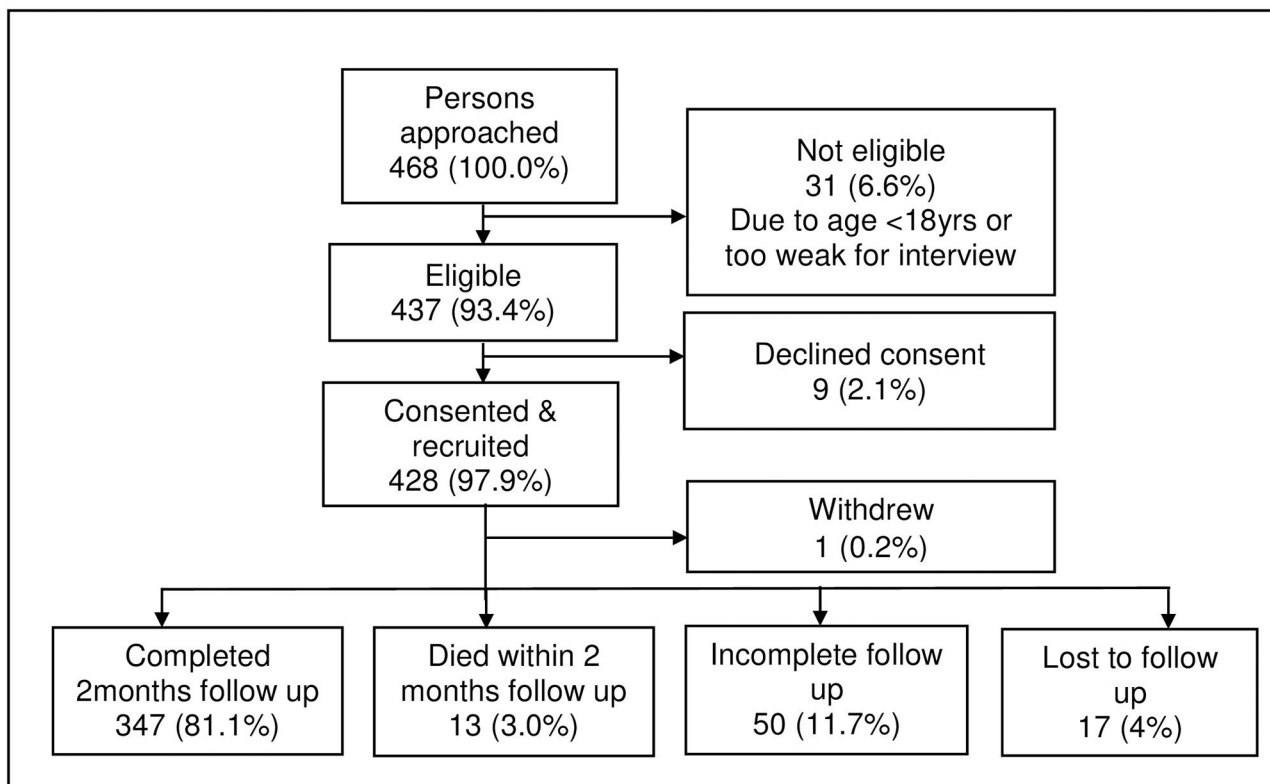 Persons
approached
468 (100.0%)
Not eligible
31 (6.6%)
Due to age <18yrs or
too weak for interview
Eligible
437 (93.4%)
Declined consent
9 (2.1%)
Consented &
recruited
428 (97.9%)
Withdrew
1 (0.2%)
Completed
2months follow up
347 (81.1%)
Died within 2
months follow up
13 (3.0%)
Incomplete follow
up
50 (11.7%)
Lost to follow
up
17 (4%)